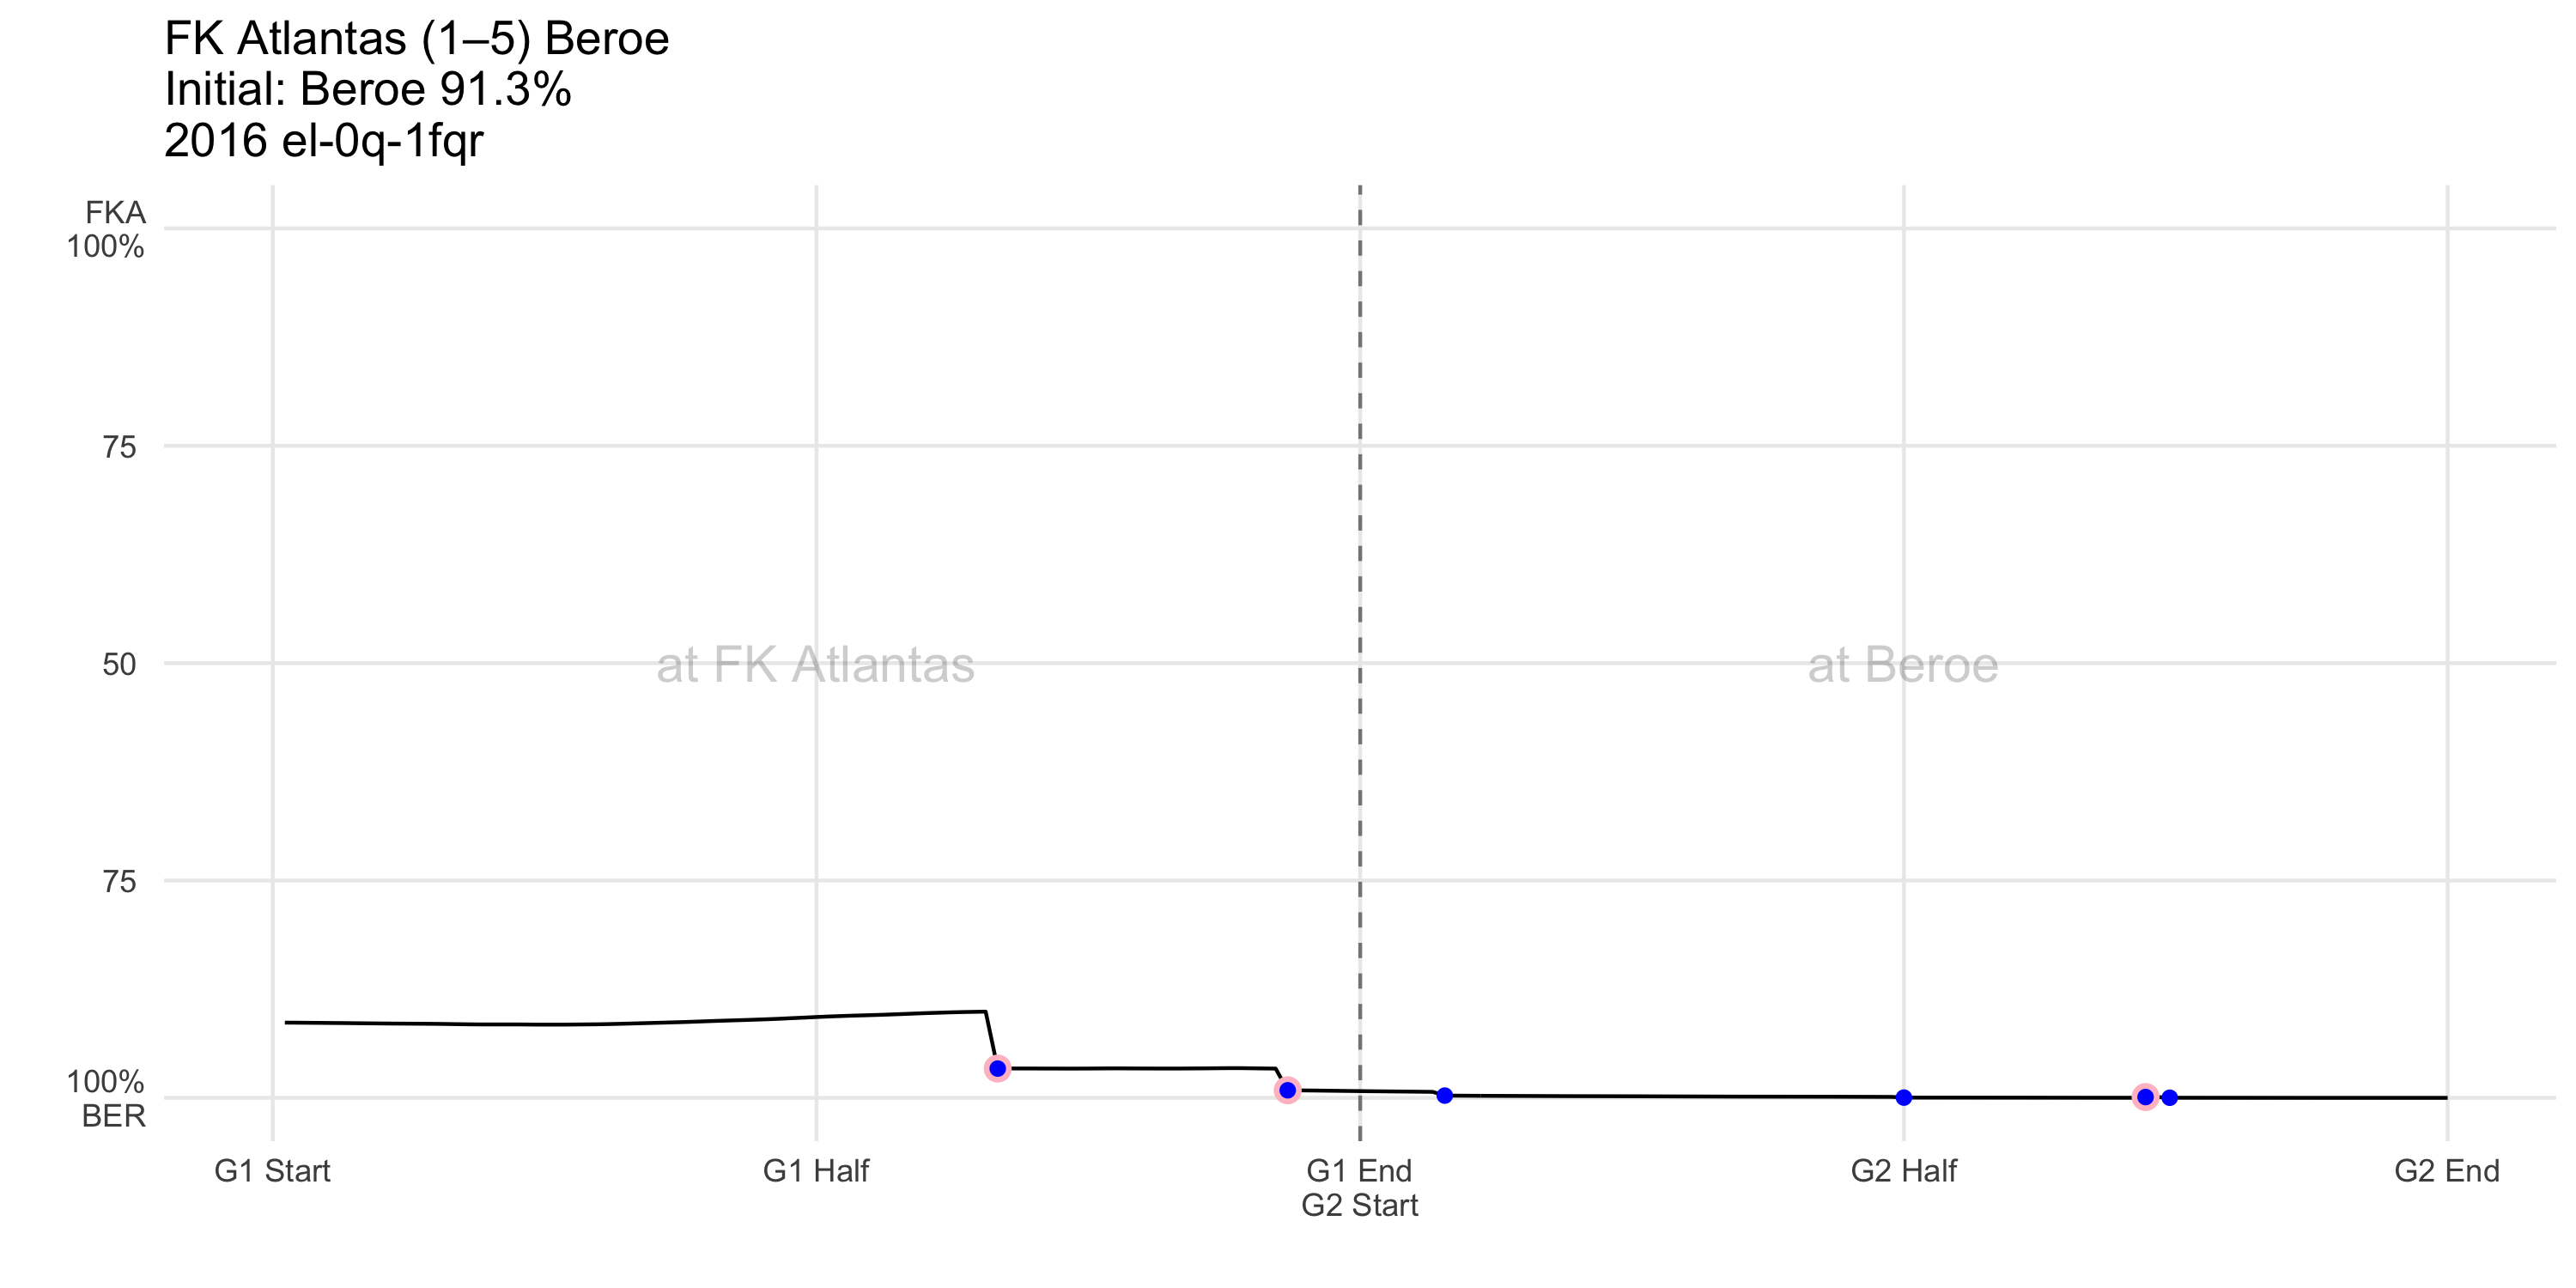 FK Atlantas (1–5) Beroe
Initial: Beroe 91.3%
2016 el-0q-1fqr
FKA
100%
75
50
75
100%
BER
at FK Atlantas
at Beroe
G1 Start
G1 Half
G1 End
G2 Start
G2 Half
G2 End